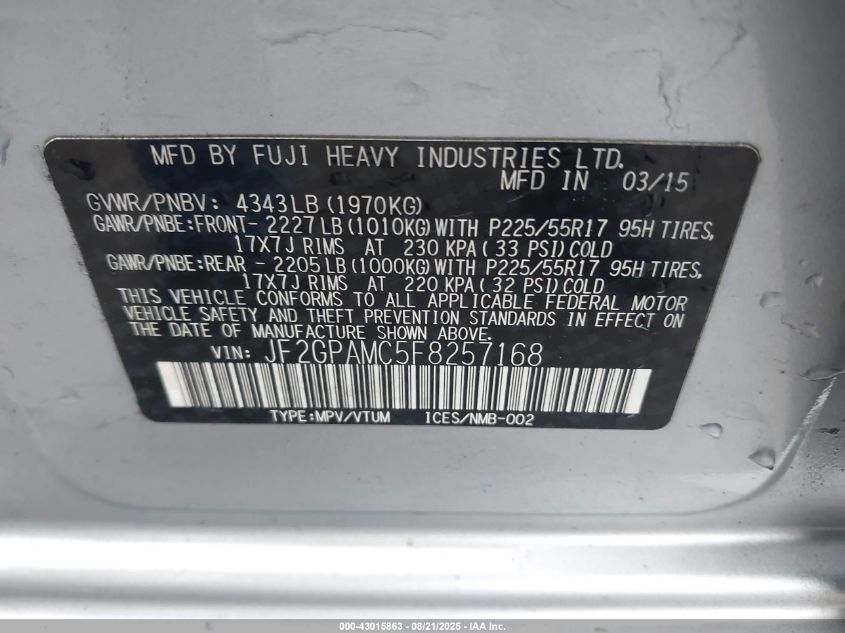 MFD BY FUJI HEAVY INDUSTRIES LTD.
MFD IN 03/15
GVWR/PNBV: 4343LB (1970KG)
GAWR/PNBE:FRONT- 2227LB(1010KG)WITH P225/55R17 95H TIRES,
17X7J RIMS AT 230 KPA( 33 PSI)COLD
GAWR/PNBE:REAR - 2205LB(1000KG)WITH P225/55R17 95H TIRES,
17X7J RIMS AT 220 KPA( 32 PSI)COLD
THIS VEHICLE CONFORMS TO ALL APPLICABLE FEDERAL MOTOR
VEHICLE SAFETY AND THEFT PREVENTION STANDARDS IN EFFECT ON
THE DATE OF MANUFACTURE SHOWN ABOVE.
VIN: JF2GPAMC5F8257168
TYPE:MPV/VTUM ICES/NMB-002
000-43015863 - 08/21/2025 - IAA Inc.